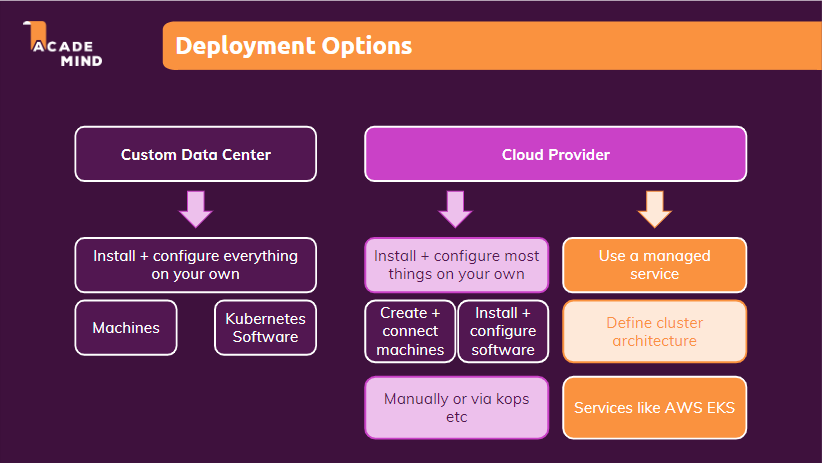 ACADE
MIND
Deployment Options
Custom Data Center
Cloud Provider
Install + configure everything
on your own
Install + configure most
things on your own
Use a managed
service
Machines
Kubernetes
Software
Create +
connect
machines
Install +
configure
software
Define cluster
architecture
Manually or via kops
etc
Services like AWS EKS